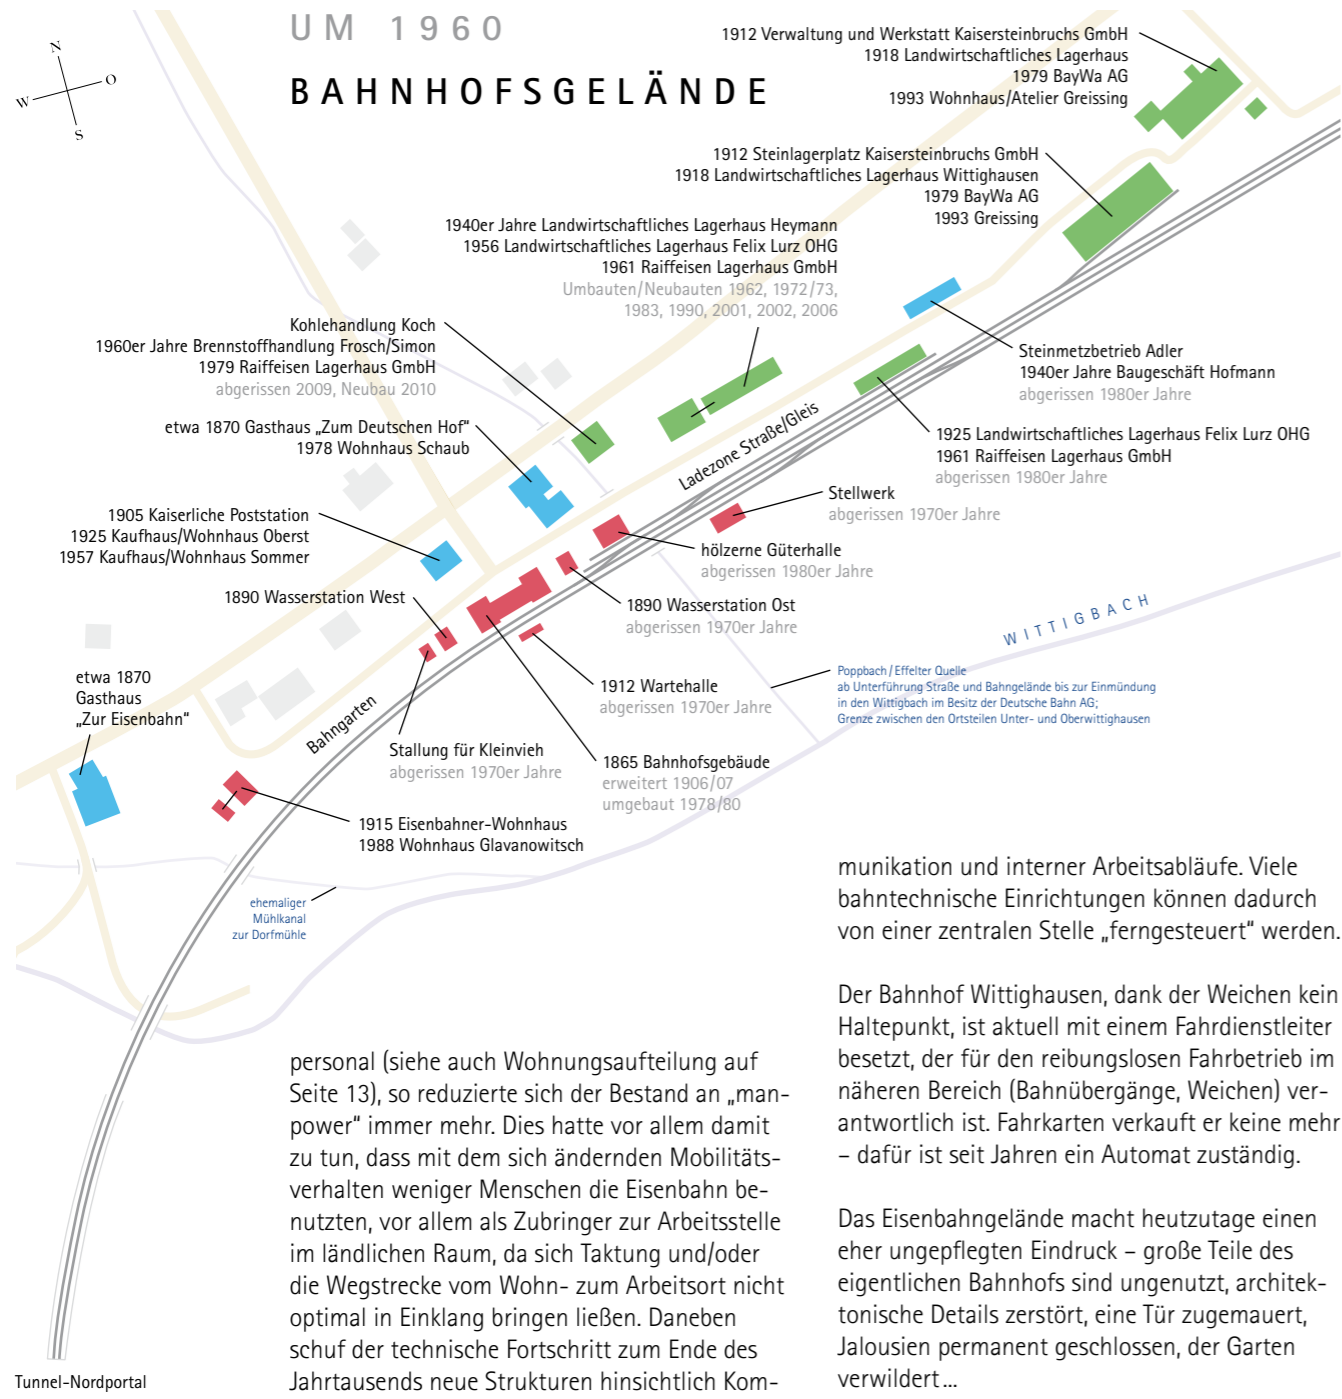 UM 1960
BAHNHOFSGELÄNDE
N
O
W
S
1912 Verwaltung und Werkstatt Kaisersteinbruchs GmbH
1918 Landwirtschaftliches Lagerhaus
1979 BayWa AG
1993 Wohnhaus/Atelier Greissing
1912 Steinlagerplatz Kaisersteinbruchs GmbH
1918 Landwirtschaftliches Lagerhaus Wittighausen
1979 BayWa AG
1993 Greissing
1940er Jahre Landwirtschaftliches Lagerhaus Heymann
1956 Landwirtschaftliches Lagerhaus Felix Lurz OHG
1961 Raiffeisen Lagerhaus GmbH
Umbauten/Neubauten 1962, 1972/73,
1983, 1990, 2001, 2002, 2006
Kohlehandlung Koch
1960er Jahre Brennstoffhandlung Frosch/Simon
1979 Raiffeisen Lagerhaus GmbH
abgerissen 2009, Neubau 2010
Steinmetzbetrieb Adler
1940er Jahre Baugeschäft Hofmann
abgerissen 1980er Jahre
etwa 1870 Gasthaus „Zum Deutschen Hof“
1978 Wohnhaus Schaub
Ladezone Straße/Gleis
1925 Landwirtschaftliches Lagerhaus Felix Lurz OHG
1961 Raiffeisen Lagerhaus GmbH
abgerissen 1980er Jahre
Stellwerk
abgerissen 1970er Jahre
1905 Kaiserliche Poststation
1925 Kaufhaus/Wohnhaus Oberst
1957 Kaufhaus/Wohnhaus Sommer
hölzerne Güterhalle
abgerissen 1980er Jahre
1890 Wasserstation West
1890 Wasserstation Ost
abgerissen 1970er Jahre
WITTIGBACH
etwa 1870
Gasthaus
„Zur Eisenbahn“
Poppbach/Effelter Quelle
ab Unterführung Straße und Bahngelände bis zur Einmündung
in den Wittigbach im Besitz der Deutsche Bahn AG;
Grenze zwischen den Ortsteilen Unter- und Oberwittighausen
1912 Wartehalle
abgerissen 1970er Jahre
Bahngarten
Stallung für Kleinvieh
abgerissen 1970er Jahre
1865 Bahnhofsgebäude
erweitert 1906/07
umgebaut 1978/80
1915 Eisenbahner-Wohnhaus
1988 Wohnhaus Glavanowitsch
ehemaliger
Mühlkanal
zur Dorfmühle
Tunnel-Nordportal
personal (siehe auch Wohnungsaufteilung auf
Seite 13), so reduzierte sich der Bestand an „man-
power“ immer mehr. Dies hatte vor allem damit
zu tun, dass mit dem sich ändernden Mobilitäts-
verhalten weniger Menschen die Eisenbahn be-
nutzten, vor allem als Zubringer zur Arbeitsstelle
im ländlichen Raum, da sich Taktung und/oder
die Wegstrecke vom Wohn- zum Arbeitsort nicht
optimal in Einklang bringen ließen. Daneben
schuf der technische Fortschritt zum Ende des
Jahrtausends neue Strukturen hinsichtlich Kom-
munikation und interner Arbeitsabläufe. Viele
bahntechnische Einrichtungen können dadurch
von einer zentralen Stelle „ferngesteuert“ werden.
Der Bahnhof Wittighausen, dank der Weichen kein
Haltepunkt, ist aktuell mit einem Fahrdienstleiter
besetzt, der für den reibungslosen Fahrbetrieb im
näheren Bereich (Bahnübergänge, Weichen) ver-
antwortlich ist. Fahrkarten verkauft er keine mehr
– dafür ist seit Jahren ein Automat zuständig.
Das Eisenbahngelände macht heutzutage einen
eher ungepflegten Eindruck – große Teile des
eigentlichen Bahnhofs sind ungenutzt, architek-
tonische Details zerstört, eine Tür zugemauert,
Jalousien permanent geschlossen, der Garten
verwildert ...